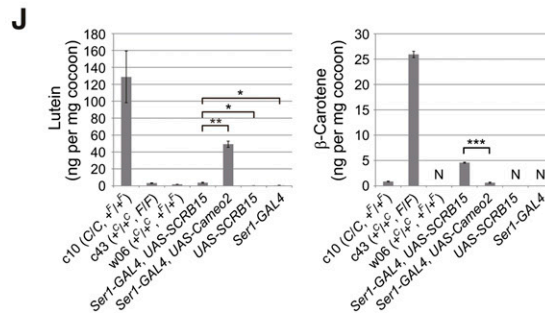 J
Lutein
(ng per mg cocoon)
180
160
140
120
100
80
60
40
20
0
*
*
**
c10 (C/C, +F/+F)
c43 (+C/+C, F/F)
w06 (+C/+C, +F/+F)
Ser1-GAL4, UAS-SCRB15
Ser1-GAL4, UAS-Cameo2
UAS-SCRB15
Ser1-GAL4
β-Carotene
(ng per mg cocoon)
30
25
20
15
10
5
0
***
N
N
N
c10 (C/C, +F/+F)
c43 (+C/+C, F/F)
w06 (+C/+C, +F/+F)
Ser1-GAL4, UAS-SCRB15
Ser1-GAL4, UAS-Cameo2
UAS-SCRB15
Ser1-GAL4